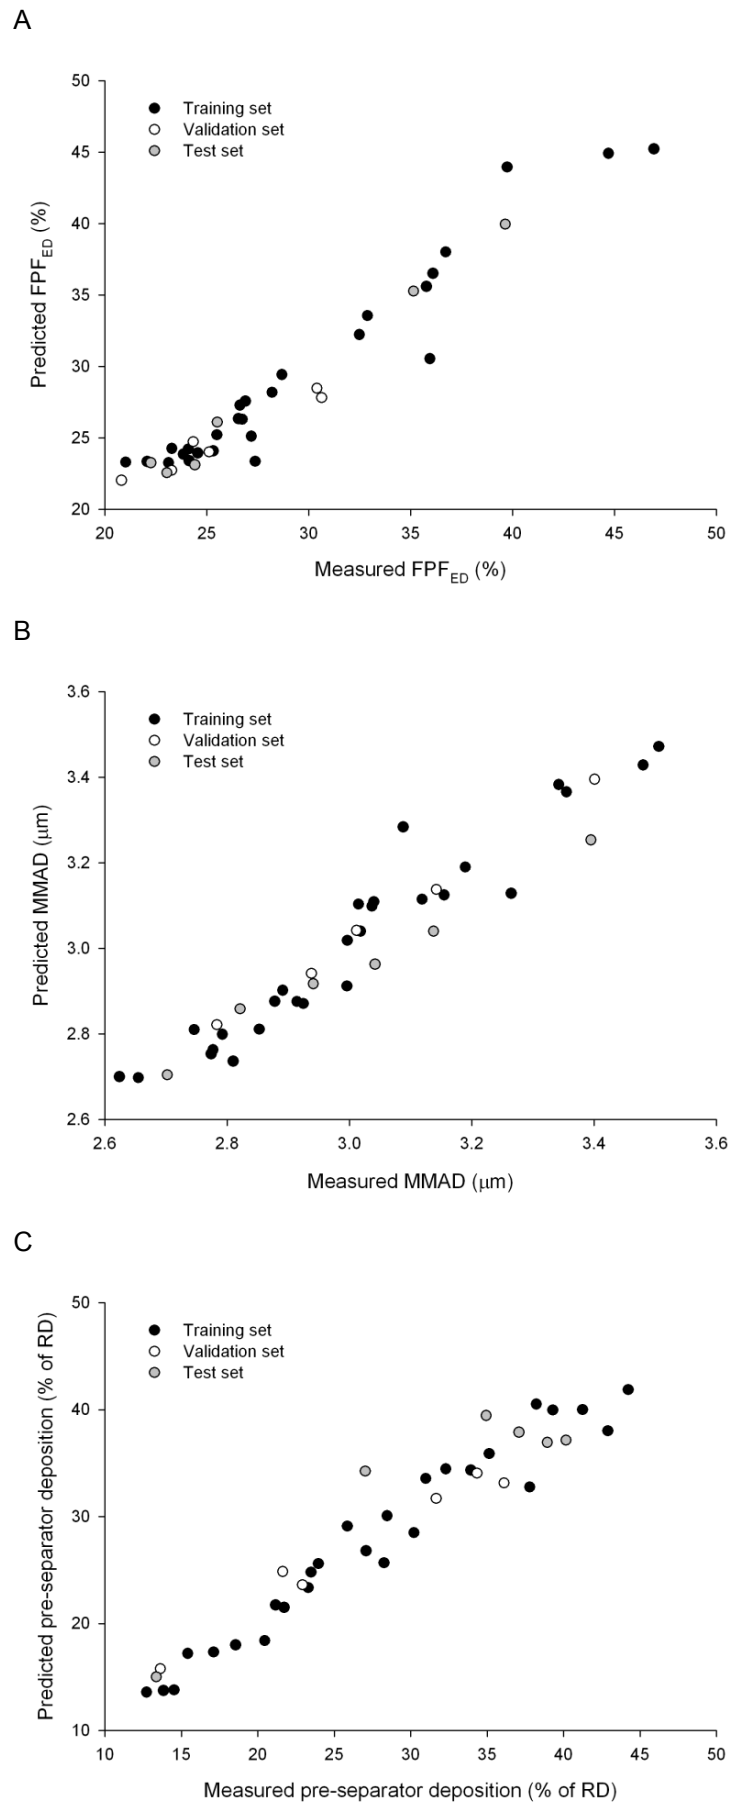 A
50
Training set
Validation set
45
Test set
40
35
30
25
20
Predicted FPF_ED (%)
20 25 30 35 40 45 50
Measured FPF_ED (%)
B
3.6
Training set
Validation set
Test set
3.4
3.2
3.0
2.8
2.6
Predicted MMAD (μm)
2.6 2.8 3.0 3.2 3.4 3.6
Measured MMAD (μm)
C
50
Training set
Validation set
Test set
40
30
20
10
Predicted pre-separator deposition (% of RD)
10 15 20 25 30 35 40 45 50
Measured pre-separator deposition (% of RD)